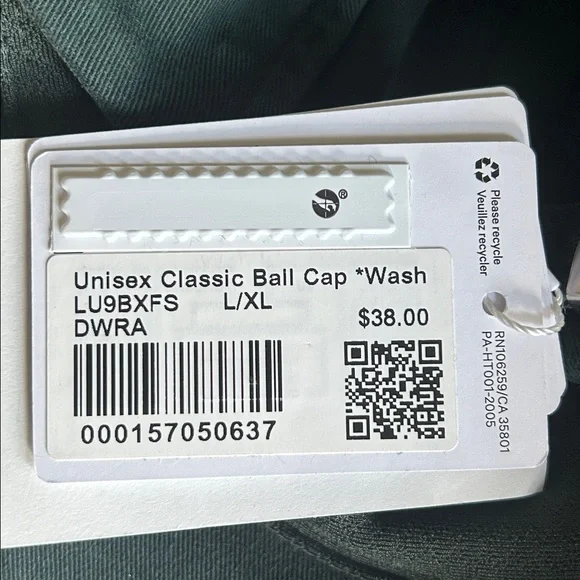 ®
Unisex Classic Ball Cap *Wash
LU9BXFS L/XL
DWRA $38.00
000157050637
Please recycle
Veuillez recycler
RN106259/CA 35801
PA-HT001-2005